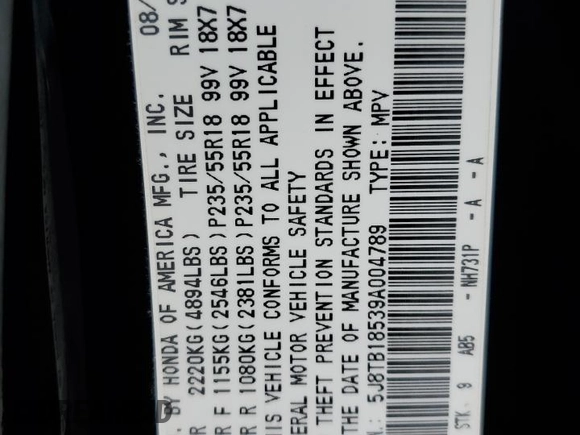 . BY HONDA OF AMERICA MFG., INC. 08/
R 2220KG(4894LBS) TIRE SIZE RIM S
R F 1155KG(2546LBS)P235/55R18 99V 18X7
R R 1080KG(2381LBS)P235/55R18 99V 18X7
IS VEHICLE CONFORMS TO ALL APPLICABLE
ERAL MOTOR VEHICLE SAFETY
THEFT PREVENTION STANDARDS IN EFFECT
THE DATE OF MANUFACTURE SHOWN ABOVE.
.: 5J8TB18539A004789 TYPE: MPV
STK- 9 AB5 - NH731P - A - A